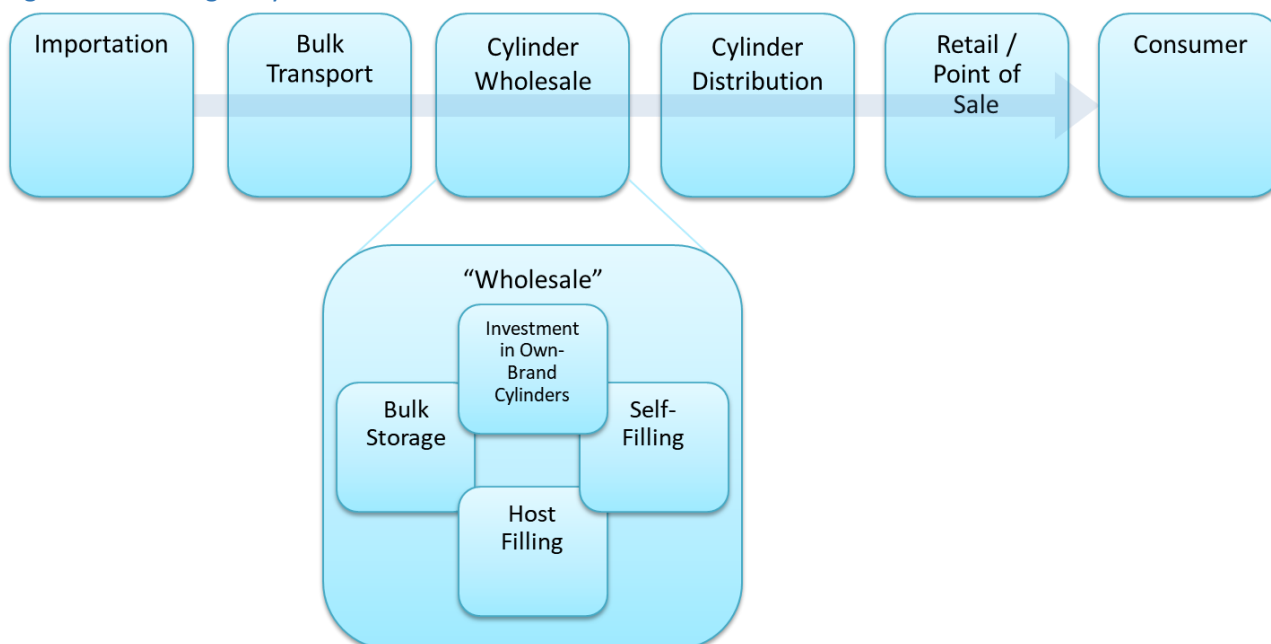 Importation
Bulk
Transport
Cylinder
Wholesale
Cylinder
Distribution
Retail /
Point of
Sale
Consumer
“Wholesale”
Investment
in Own-
Brand
Cylinders
Bulk
Storage
Self-
Filling
Host
Filling